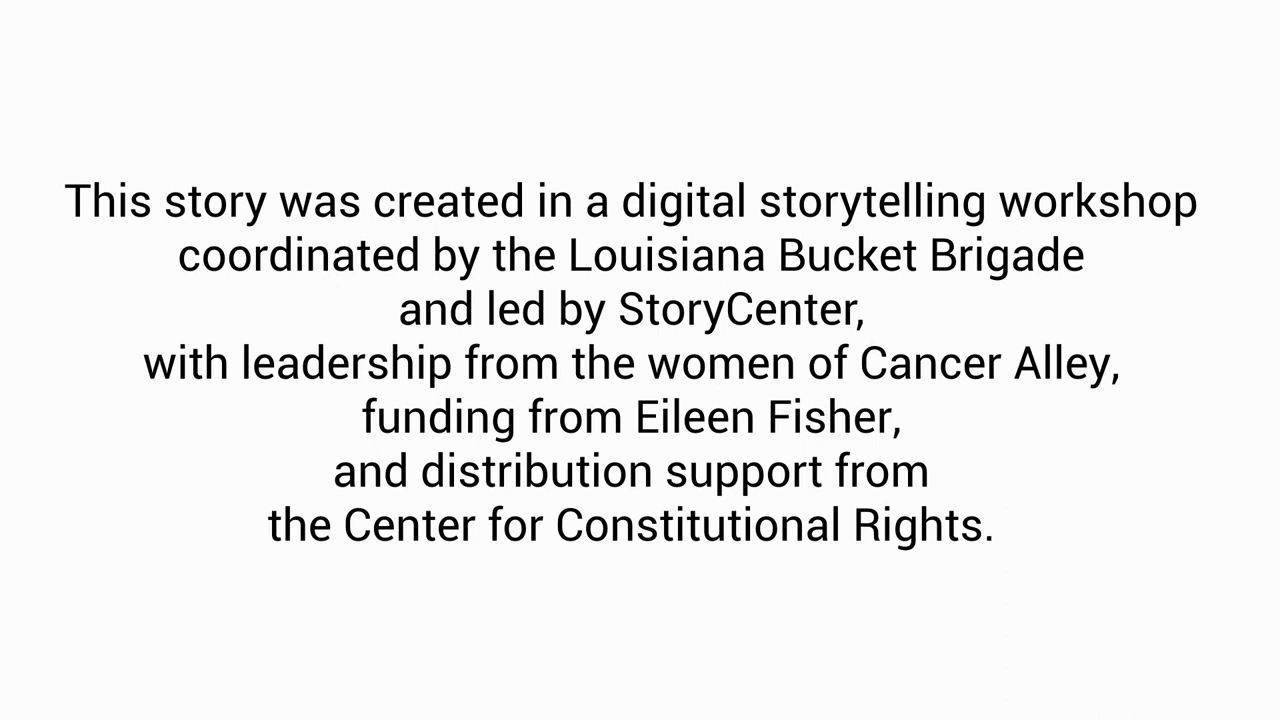 This story was created in a digital storytelling workshop
coordinated by the Louisiana Bucket Brigade
and led by StoryCenter,
with leadership from the women of Cancer Alley,
funding from Eileen Fisher,
and distribution support from
the Center for Constitutional Rights.